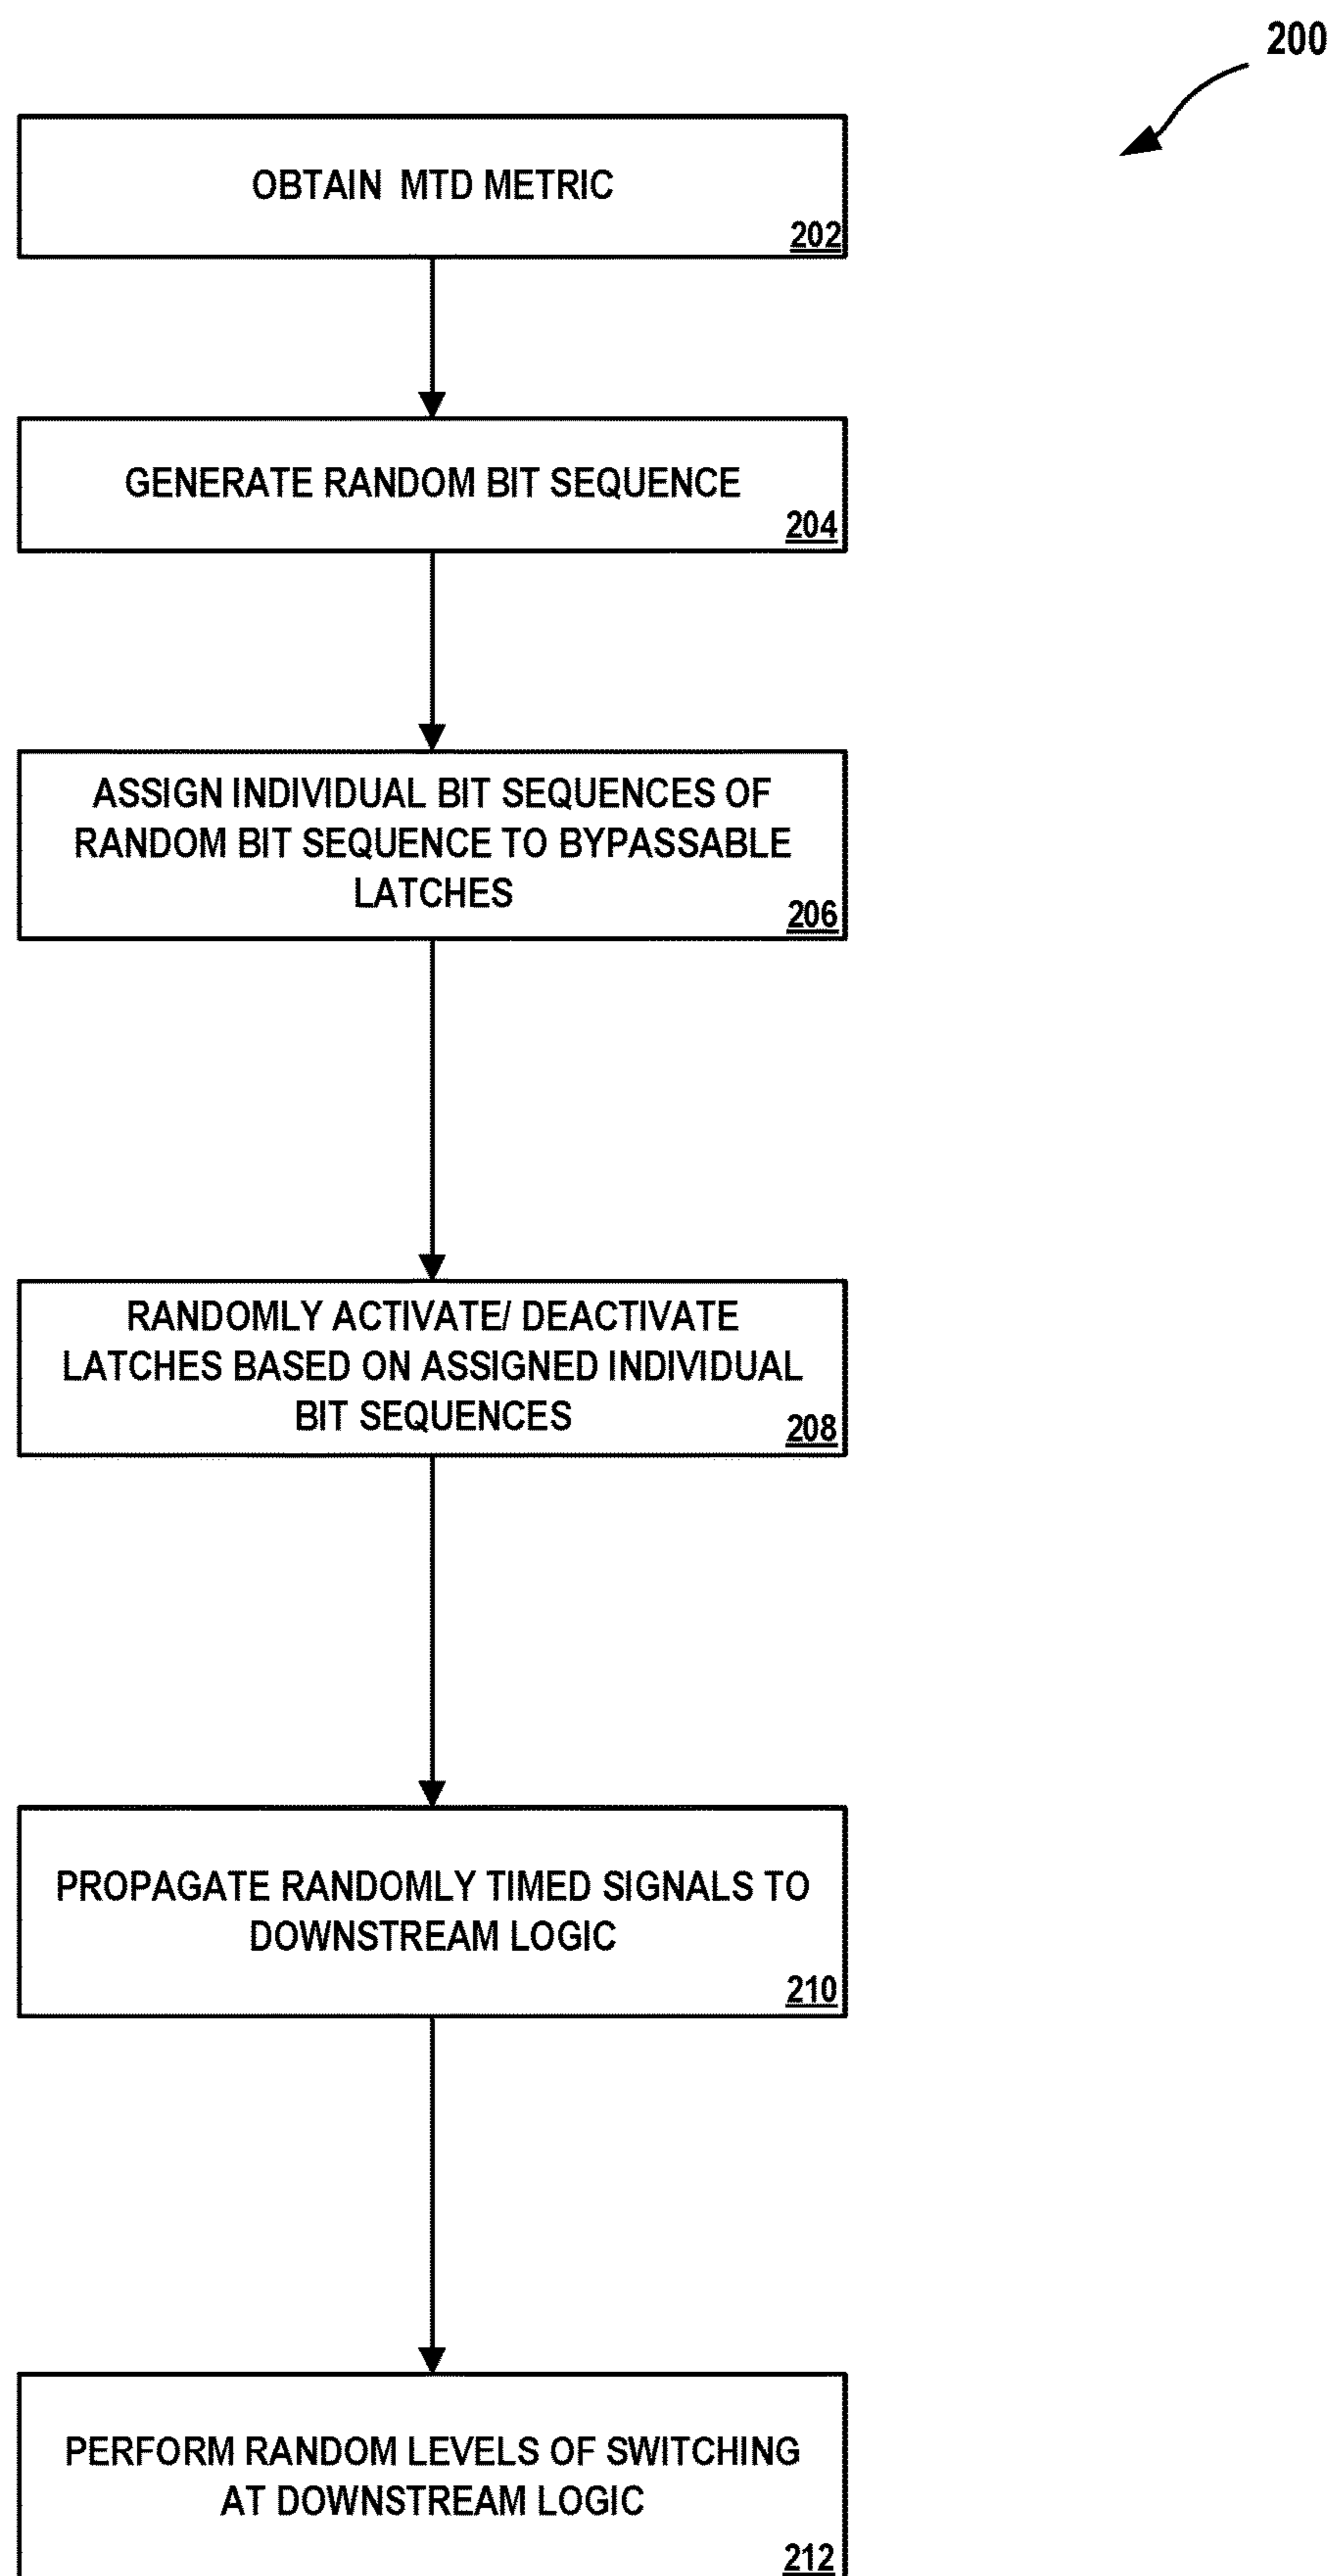 200
OBTAIN MTD METRIC
202
GENERATE RANDOM BIT SEQUENCE
204
ASSIGN INDIVIDUAL BIT SEQUENCES OF
RANDOM BIT SEQUENCE TO BYPASSABLE
LATCHES
206
RANDOMLY ACTIVATE/ DEACTIVATE
LATCHES BASED ON ASSIGNED INDIVIDUAL
BIT SEQUENCES
208
PROPAGATE RANDOMLY TIMED SIGNALS TO
DOWNSTREAM LOGIC
210
PERFORM RANDOM LEVELS OF SWITCHING
AT DOWNSTREAM LOGIC
212